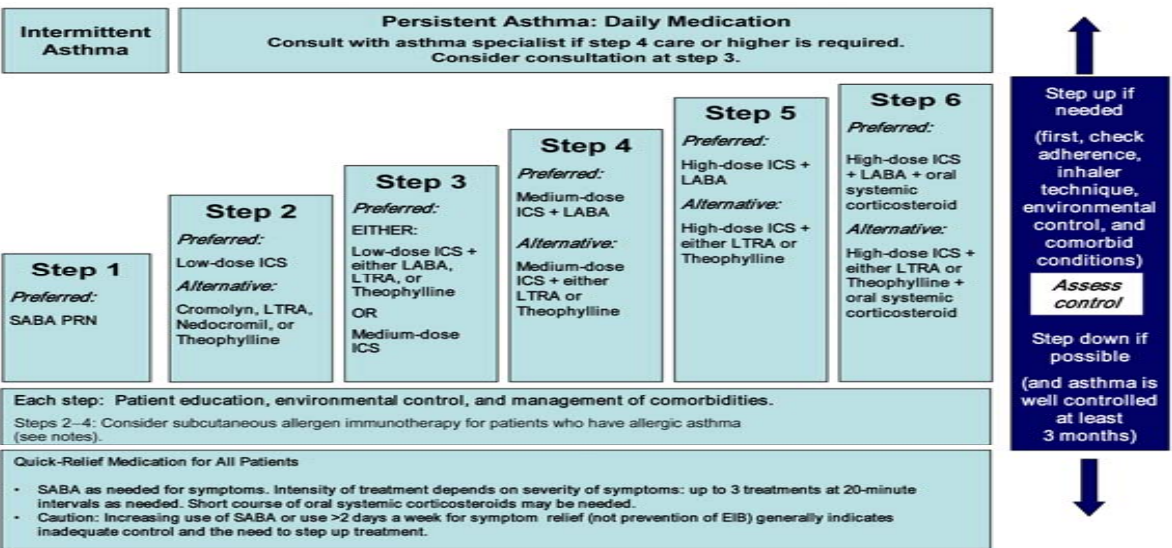 Intermittent
Asthma
Persistent Asthma: Daily Medication
Consult with asthma specialist if step 4 care or higher is required.
Consider consultation at step 3.
Step 1
Preferred:
SABA PRN
Step 2
Preferred:
Low-dose ICS
Alternative:
Cromolyn, LTRA,
Nedocromil, or
Theophylline
Step 3
Preferred:
EITHER:
Low-dose ICS +
either LABA,
LTRA, or
Theophylline
OR
Medium-dose
ICS
Step 4
Preferred:
Medium-dose
ICS + LABA
Alternative:
Medium-dose
ICS + either
LTRA or
Theophylline
Step 5
Preferred:
High-dose ICS +
LABA
Alternative:
High-dose ICS +
either LTRA or
Theophylline
Step 6
Preferred:
High-dose ICS
+ LABA + oral
systemic
corticosteroid
Alternative:
High-dose ICS +
either LTRA or
Theophylline +
oral systemic
corticosteroid
Step up if
needed
(first, check
adherence,
inhaler
technique,
environmental
control, and
comorbid
conditions)
Assess
control
Step down if
possible
(and asthma is
well controlled
at least
3 months)
Each step: Patient education, environmental control, and management of comorbidities.
Steps 2–4: Consider subcutaneous allergen immunotherapy for patients who have allergic asthma
(see notes).
Quick-Relief Medication for All Patients
• SABA as needed for symptoms. Intensity of treatment depends on severity of symptoms: up to 3 treatments at 20-minute
intervals as needed. Short course of oral systemic corticosteroids may be needed.
• Caution: Increasing use of SABA or use >2 days a week for symptom relief (not prevention of EIB) generally indicates
inadequate control and the need to step up treatment.